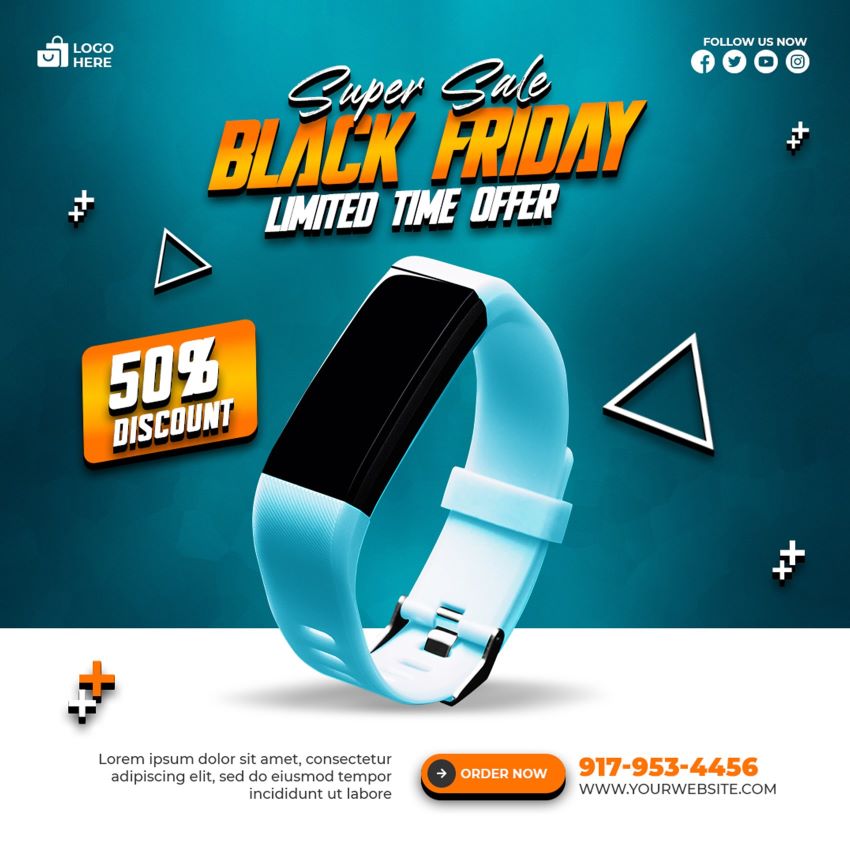 LOGO
HERE
FOLLOW US NOW
Super Sale
BLACK FRIDAY
LIMITED TIME OFFER
50%
DISCOUNT
Lorem ipsum dolor sit amet, consectetur
adipiscing elit, sed do eiusmod tempor
incididunt ut labore
ORDER NOW
917-953-4456
WWW.YOURWEBSITE.COM